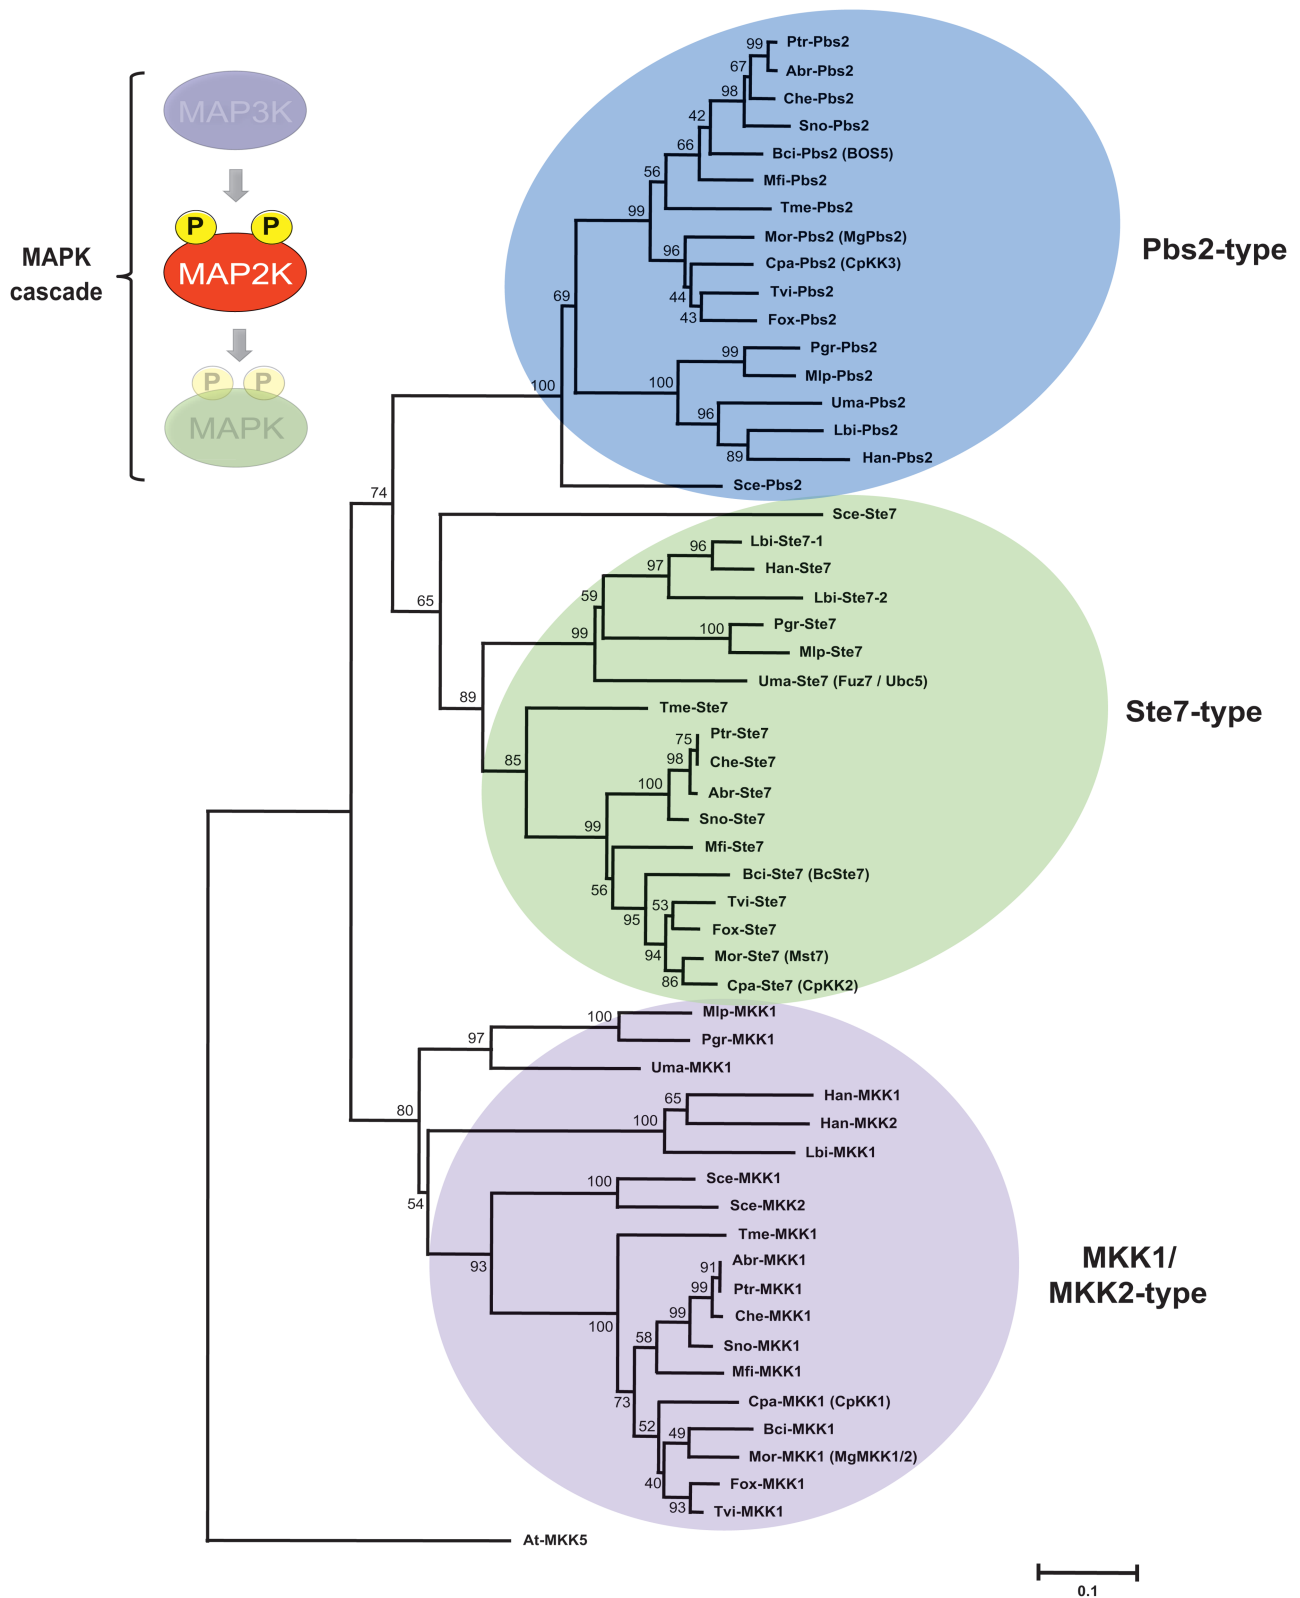 MAPK
cascade
MAP3K
P P
MAP2K
P P
MAPK
99 Ptr-Pbs2
67 Abr-Pbs2
98 Che-Pbs2
42 Sno-Pbs2
66 Bci-Pbs2 (BOS5)
56 Mfi-Pbs2
99 Tme-Pbs2
96 Mor-Pbs2 (MgPbs2)
Cpa-Pbs2 (CpKK3)
44 Tvi-Pbs2
43 Fox-Pbs2
69
99 Pgr-Pbs2
100 Mlp-Pbs2
96 Uma-Pbs2
Lbi-Pbs2
89 Han-Pbs2
100
Sce-Pbs2
Pbs2-type
74
Sce-Ste7
96 Lbi-Ste7-1
97 Han-Ste7
59 Lbi-Ste7-2
65
100 Pgr-Ste7
99 Mlp-Ste7
Uma-Ste7 (Fuz7 / Ubc5)
89
Tme-Ste7
75 Ptr-Ste7
98 Che-Ste7
85
100 Abr-Ste7
Sno-Ste7
99
Mfi-Ste7
56 Bci-Ste7 (BcSte7)
95
53 Tvi-Ste7
Fox-Ste7
94 Mor-Ste7 (Mst7)
86 Cpa-Ste7 (CpKK2)
Ste7-type
100 Mlp-MKK1
97 Pgr-MKK1
Uma-MKK1
80
65 Han-MKK1
100 Han-MKK2
Lbi-MKK1
54
100 Sce-MKK1
Sce-MKK2
93
Tme-MKK1
91 Abr-MKK1
99 Ptr-MKK1
99 Che-MKK1
100
58 Sno-MKK1
Mfi-MKK1
73
52 Cpa-MKK1 (CpKK1)
49 Bci-MKK1
Mor-MKK1 (MgMKK1/2)
40 Fox-MKK1
93 Tvi-MKK1
MKK1/
MKK2-type
At-MKK5
0.1